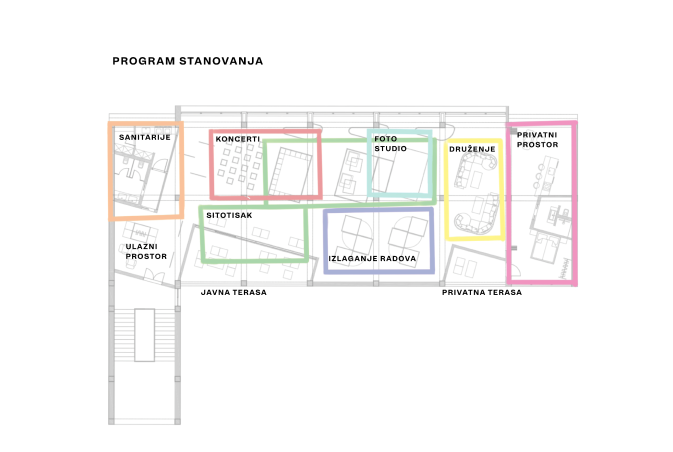 PROGRAM STANOVANJA
SANITARIJE
KONCERTI
FOTO
STUDIO
DRUŽENJE
PRIVATNI
PROSTOR
SITOTISAK
ULAZNI
PROSTOR
IZLAGANJE RADOVA
JAVNA TERASA
PRIVATNA TERASA